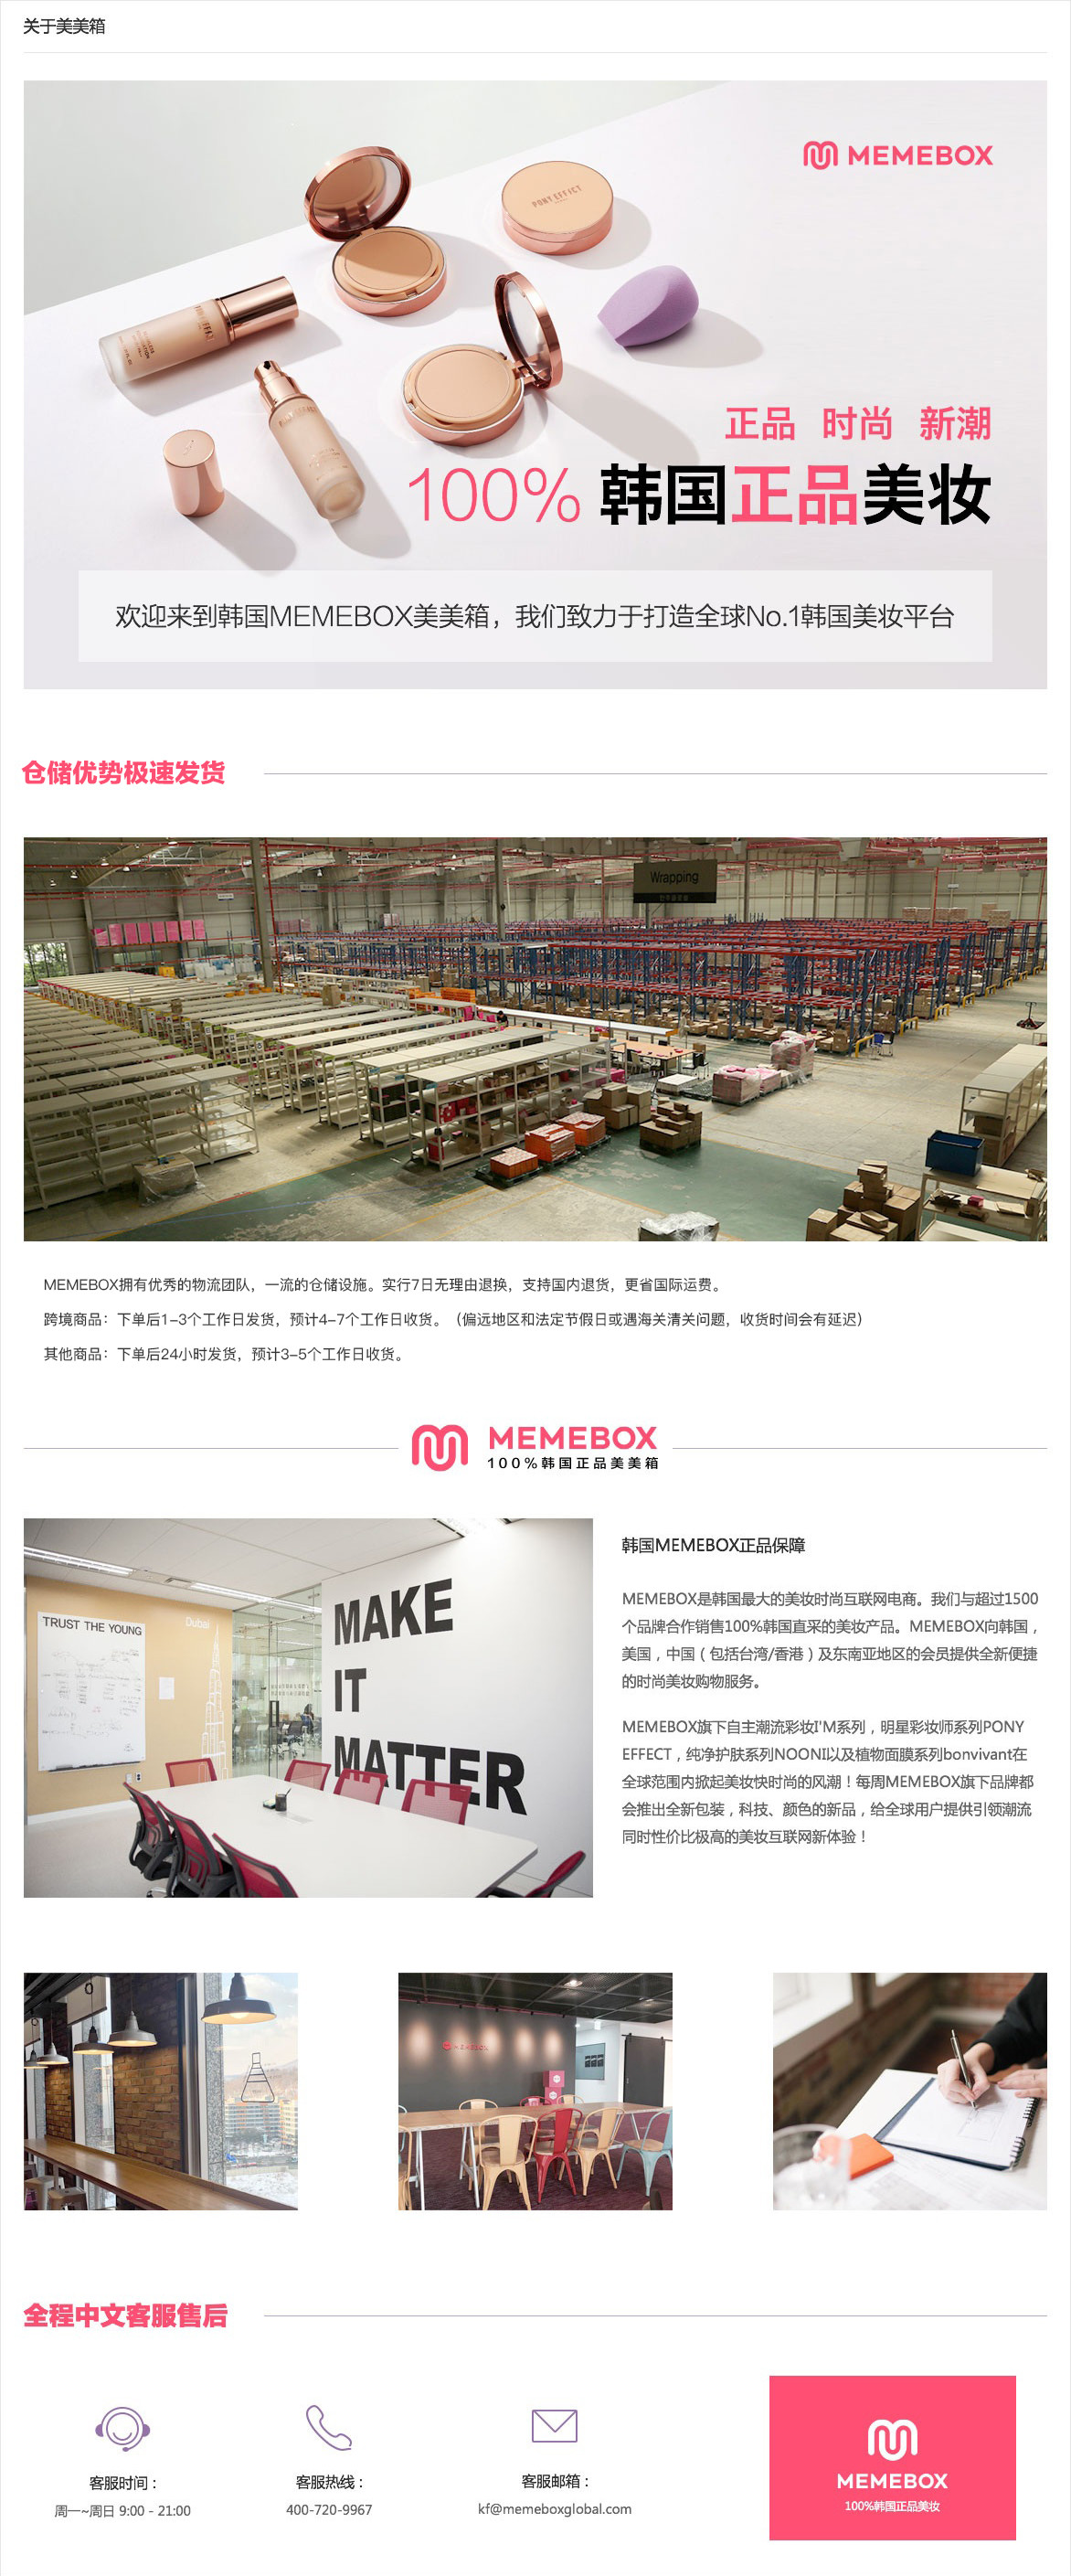 关于美美箱
MEMEBOX
PONY EFFECT
正品 时尚 新潮
100% 韩国正品美妆
欢迎来到韩国MEMEBOX美美箱，我们致力于打造全球No.1韩国美妆平台
仓储优势极速发货
Wrapping
MEMEBOX拥有优秀的物流团队，一流的仓储设施。实行7日无理由退换，支持国内退货，更省国际运费。
跨境商品：下单后1-3个工作日发货，预计4-7个工作日收货。（偏远地区和法定节假日或遇海关清关问题，收货时间会有延迟）
其他商品：下单后24小时发货，预计3-5个工作日收货。
MEMEBOX
100%韩国正品美美箱
TRUST THE YOUNG
Dubai
MAKE
IT
MATTER
韩国MEMEBOX正品保障
MEMEBOX是韩国最大的美妆时尚互联网电商。我们与超过1500
个品牌合作销售100%韩国直采的美妆产品。MEMEBOX向韩国，
美国，中国（包括台湾/香港）及东南亚地区的会员提供全新便捷
的时尚美妆购物服务。
MEMEBOX旗下自主潮流彩妆I'M系列，明星彩妆师系列PONY
EFFECT，纯净护肤系列NOONI以及植物面膜系列bonvivant在
全球范围内掀起美妆快时尚的风潮！每周MEMEBOX旗下品牌都
会推出全新包装，科技、颜色的新品，给全球用户提供引领潮流
同时性价比极高的美妆互联网新体验！
全程中文客服售后
客服时间：
周一~周日 9:00 - 21:00
客服热线：
400-720-9967
客服邮箱：
kf@memeboxglobal.com
MEMEBOX
100%韩国正品美妆